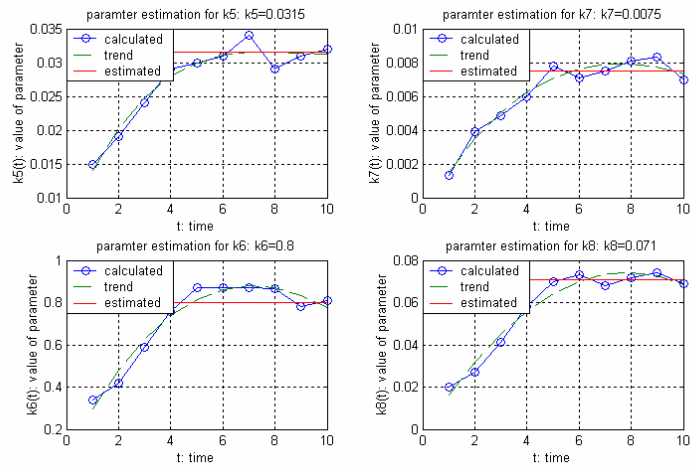 paramter estimation for k5: k5=0.0315
0.035
0.03
0.025
0.02
0.015
0.01
k5(t): value of parameter
calculated
trend
estimated
0 2 4 6 8 10
t: time
paramter estimation for k7: k7=0.0075
0.01
0.008
0.006
0.004
0.002
0
k7(t): value of parameter
calculated
trend
estimated
0 2 4 6 8 10
t: time
paramter estimation for k6: k6=0.8
1
0.8
0.6
0.4
0.2
k6(t): value of parameter
calculated
trend
estimated
0 2 4 6 8 10
t: time
paramter estimation for k8: k8=0.071
0.08
0.06
0.04
0.02
0
k8(t): value of parameter
calculated
trend
estimated
0 2 4 6 8 10
t: time